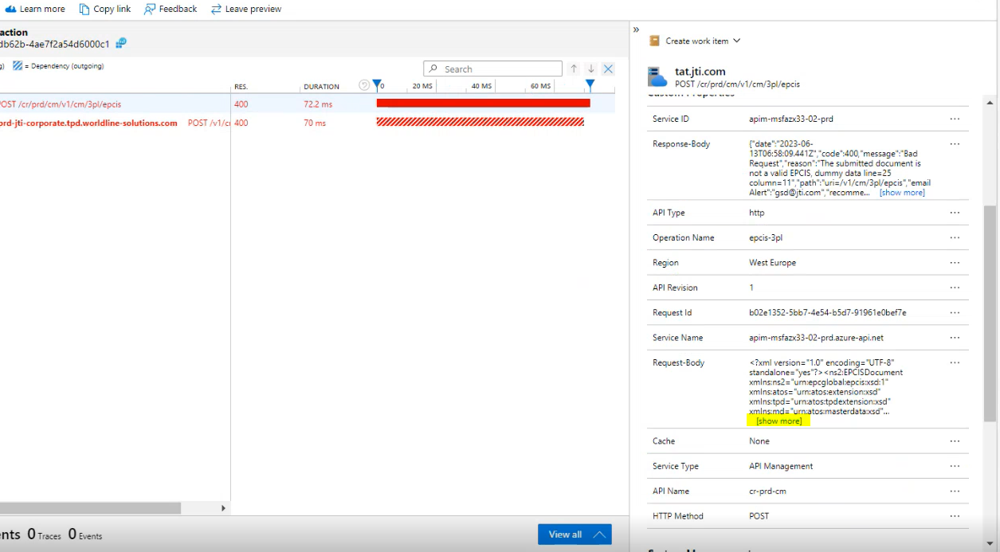 Learn more Copy link Feedback Leave preview
action
db62b-4ae7f2a54d6000c1
g) = Dependency (outgoing)
Search
RES. DURATION 0 20 MS 40 MS 60 MS
POST /cr/prd/cm/v1/cm/3pl/epcis 400 72.2 ms
prd-jti-corporate.tpd.worldline-solutions.com POST /v1/c 400 70 ms
ents 0 Traces 0 Events
View all
»
Create work item
tat.jti.com
POST /cr/prd/cm/v1/cm/3pl/epcis
Custom Properties
Service ID apim-msfazx33-02-prd ...
Response-Body {"date":"2023-06- ...
13T06:58:09.441Z","code":400,"message":"Bad
Request","reason":"The submitted document is
not a valid EPCIS, dummy data line=25
column=11","path":"uri=/v1/cm/3pl/epcis","email
Alert":"gsd@jti.com","recomme... [show more]
API Type http ...
Operation Name epcis-3pl ...
Region West Europe ...
API Revision 1 ...
Request Id b02e1352-5bb7-4e54-b5d7-91961e0bef7e ...
Service Name apim-msfazx33-02-prd.azure-api.net ...
Request-Body <?xml version="1.0" encoding="UTF-8" ...
standalone="yes"?><ns2:EPCISDocument
xmlns:ns2="urn:epcglobal:epcis:xsd:1"
xmlns:atos="urn:atos:extension:xsd"
xmlns:tpd="urn:atos:tpdextension:xsd"
xmlns:md="urn:atos:masterdata:xsd"...
[show more]
Cache None ...
Service Type API Management ...
API Name cr-prd-cm ...
HTTP Method POST ...